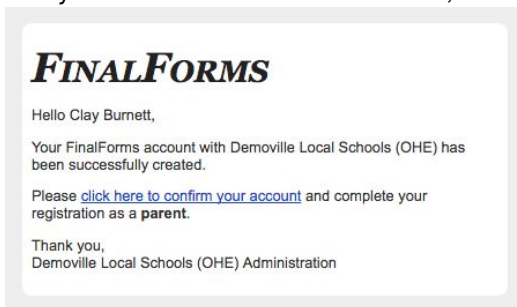 FINALFORMS
Hello Clay Burnett,
Your FinalForms account with Demoville Local Schools (OHE) has
been successfully created.
Please click here to confirm your account and complete your
registration as a parent.
Thank you,
Demoville Local Schools (OHE) Administration